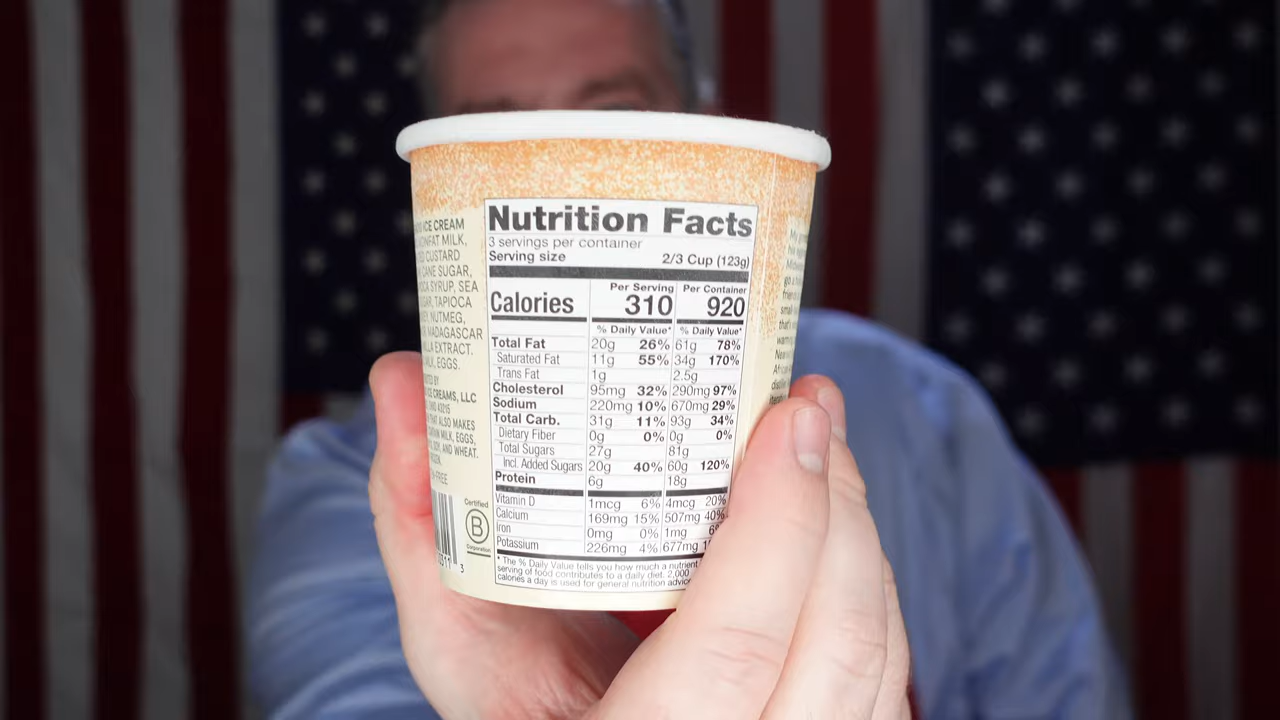 ICE CREAM
NONFAT MILK,
CUSTARD
CANE SUGAR,
SYRUP, SEA
TAPIOCA
NUTMEG,
MADAGASCAR
EXTRACT.
EGGS.
CREAMS, LLC
43215
THAT ALSO MAKES
MILK, EGGS,
SOY, AND WHEAT.
FREE
3
Certified
B
Corporation
Nutrition Facts
3 servings per container
Serving size 2/3 Cup (123g)
Per Serving Per Container
Calories 310 920
% Daily Value* % Daily Value*
Total Fat 20g 26% 61g 78%
Saturated Fat 11g 55% 34g 170%
Trans Fat 1g 2.5g
Cholesterol 95mg 32% 290mg 97%
Sodium 220mg 10% 670mg 29%
Total Carb. 31g 11% 93g 34%
Dietary Fiber 0g 0% 0g 0%
Total Sugars 27g 81g
Incl. Added Sugars 20g 40% 60g 120%
Protein 6g 18g
Vitamin D 1mcg 6% 4mcg 20%
Calcium 169mg 15% 507mg 40%
Iron 0mg 0% 1mg
Potassium 226mg 4% 677mg
* The % Daily Value tells you how much a nutrient
serving of food contributes to a daily diet. 2,000
calories a day is used for general nutrition advice